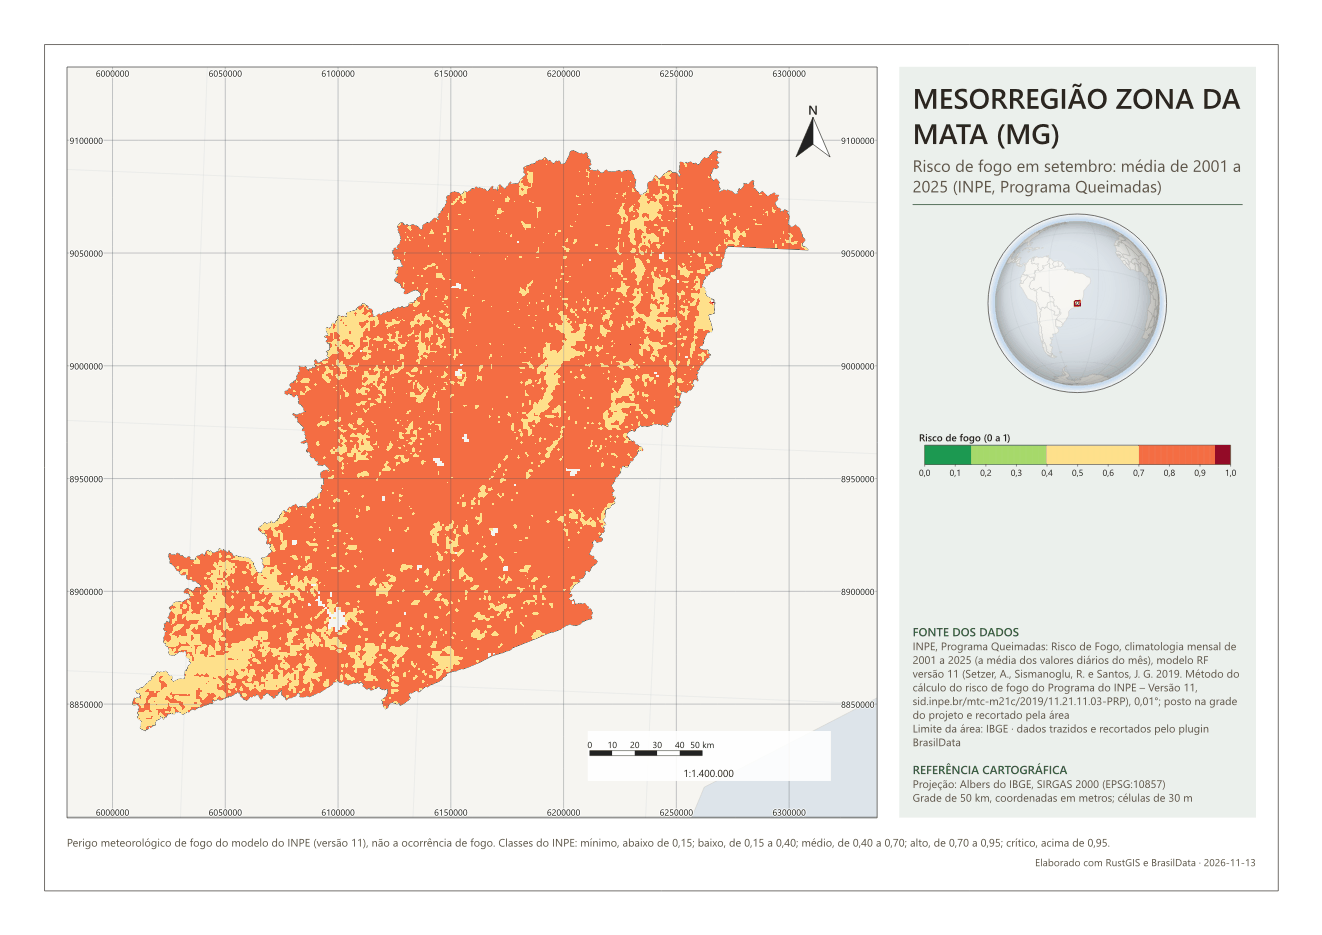 6000000 6050000 6100000 6150000 6200000 6250000 6300000
N
9100000 9100000
9050000 9050000
9000000 9000000
8950000 8950000
8900000 8900000
8850000 8850000
0 10 20 30 40 50 km
1:1.400.000
6000000 6050000 6100000 6150000 6200000 6250000 6300000
MESORREGIÃO ZONA DA
MATA (MG)
Risco de fogo em setembro: média de 2001 a
2025 (INPE, Programa Queimadas)
Risco de fogo (0 a 1)
0,0 0,1 0,2 0,3 0,4 0,5 0,6 0,7 0,8 0,9 1,0
FONTE DOS DADOS
INPE, Programa Queimadas: Risco de Fogo, climatologia mensal de
2001 a 2025 (a média dos valores diários do mês), modelo RF
versão 11 (Setzer, A., Sismanoglu, R. e Santos, J. G. 2019. Método do
cálculo do risco de fogo do Programa do INPE – Versão 11,
sid.inpe.br/mtc-m21c/2019/11.21.11.03-PRP), 0,01°; posto na grade
do projeto e recortado pela área
Limite da área: IBGE · dados trazidos e recortados pelo plugin
BrasilData
REFERÊNCIA CARTOGRÁFICA
Projeção: Albers do IBGE, SIRGAS 2000 (EPSG:10857)
Grade de 50 km, coordenadas em metros; células de 30 m
Perigo meteorológico de fogo do modelo do INPE (versão 11), não a ocorrência de fogo. Classes do INPE: mínimo, abaixo de 0,15; baixo, de 0,15 a 0,40; médio, de 0,40 a 0,70; alto, de 0,70 a 0,95; crítico, acima de 0,95.
Elaborado com RustGIS e BrasilData · 2026-11-13